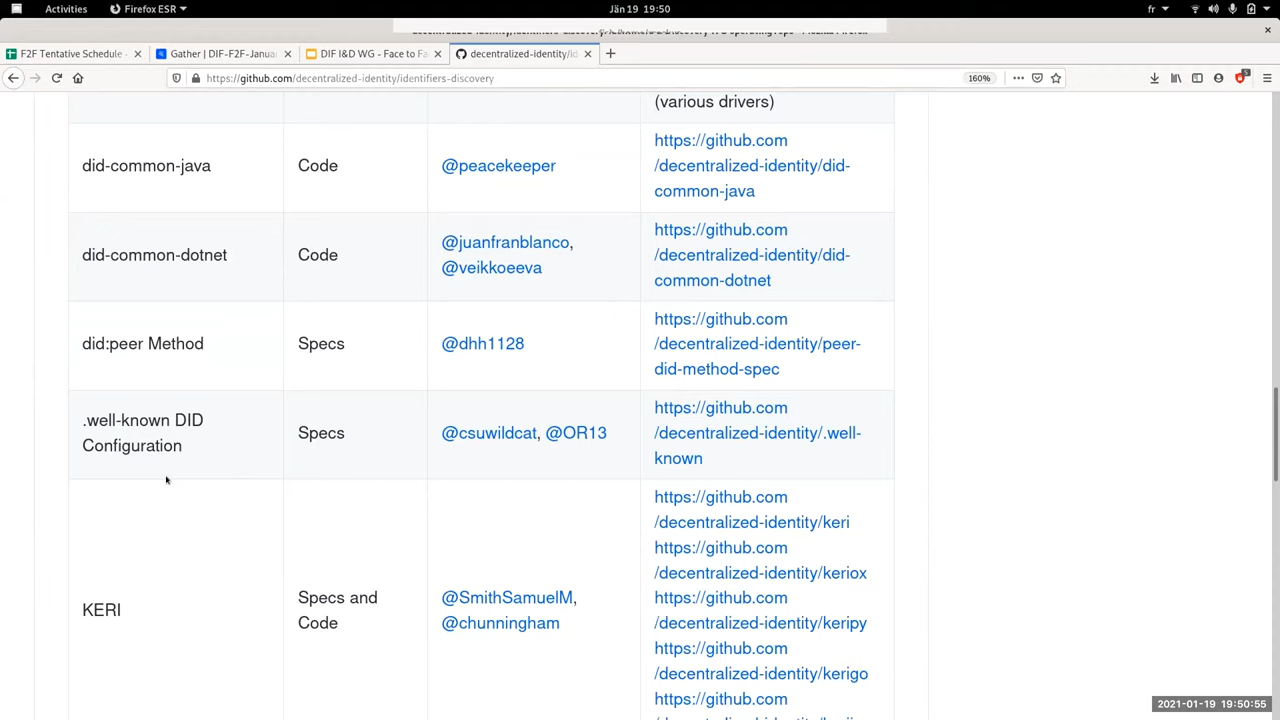 Activities
Firefox ESR
Jän 19 19:50
fr
F2F Tentative Schedule -
Gather | DIF-F2F-Janua
DIF I&D WG - Face to Fa
decentralized-identity/id
https://github.com/decentralized-identity/identifiers-discovery
160%
(various drivers)
did-common-java
Code
@peacekeeper
https://github.com
/decentralized-identity/did-
common-java
did-common-dotnet
Code
@juanfranblanco,
@veikkoeeva
https://github.com
/decentralized-identity/did-
common-dotnet
did:peer Method
Specs
@dhh1128
https://github.com
/decentralized-identity/peer-
did-method-spec
.well-known DID
Configuration
Specs
@csuwildcat, @OR13
https://github.com
/decentralized-identity/.well-
known
KERI
Specs and
Code
@SmithSamuelM,
@chunningham
https://github.com
/decentralized-identity/keri
https://github.com
/decentralized-identity/keriox
https://github.com
/decentralized-identity/keripy
https://github.com
/decentralized-identity/kerigo
https://github.com
2021-01-19 19:50:55